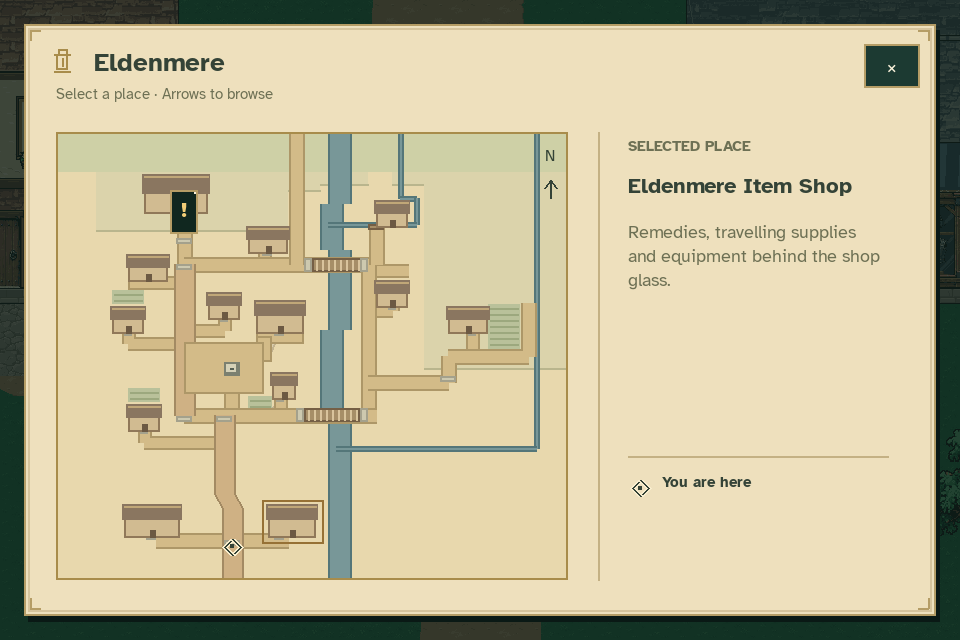 Eldenmere
×
Select a place · Arrows to browse
N
!
SELECTED PLACE
Eldenmere Item Shop
Remedies, travelling supplies
and equipment behind the shop
glass.
You are here